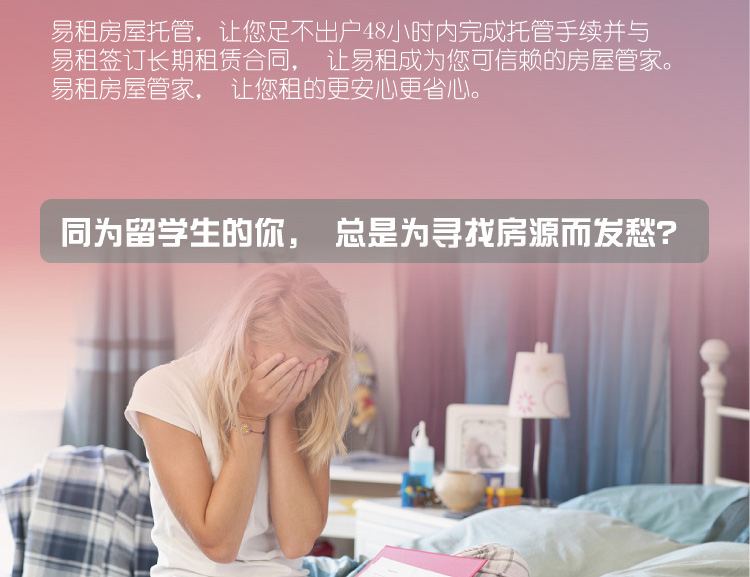 易租房屋托管，让您足不出户48小时内完成托管手续并与
易租签订长期租赁合同， 让易租成为您可信赖的房屋管家。
易租房屋管家， 让您租的更安心更省心。
同为留学生的你， 总是为寻找房源而发愁？